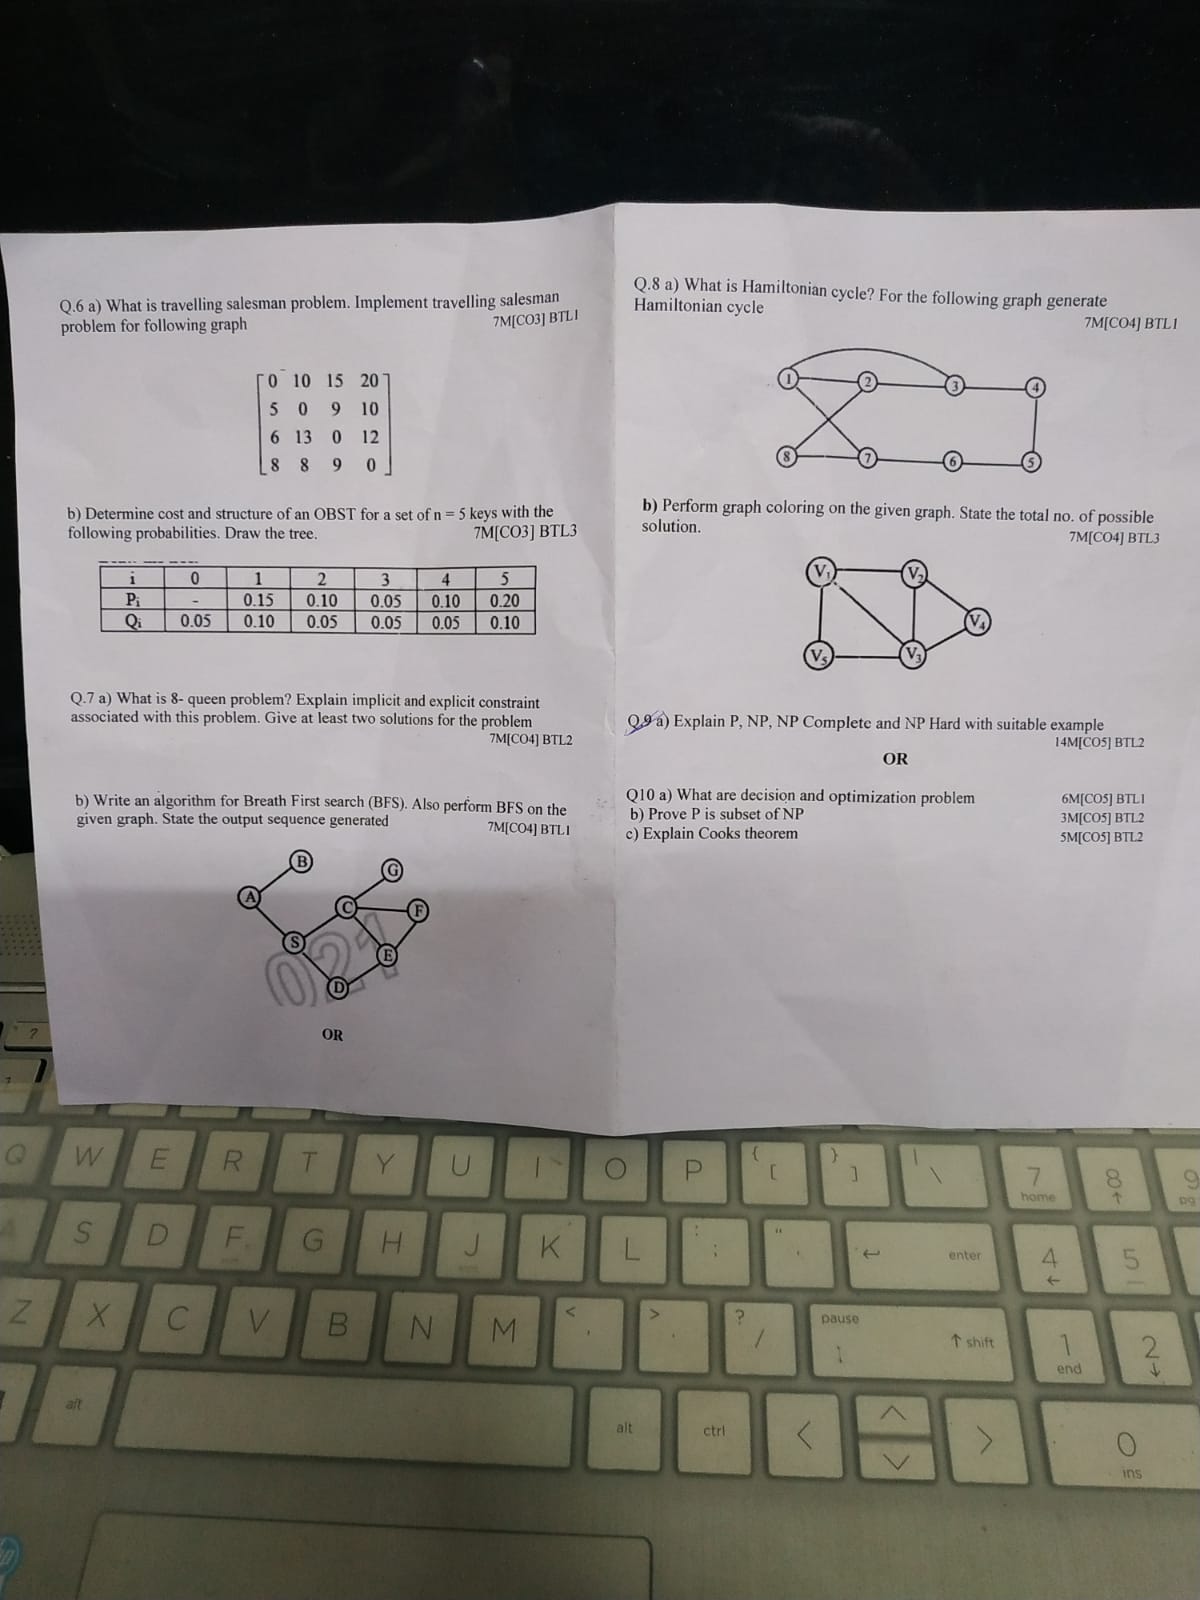 Q.6 a) What is travelling salesman problem. Implement travelling salesman
problem for following graph
7M[CO3] BTL1
0 10 15 20
5 0 9 10
6 13 0 12
8 8 9 0
b) Determine cost and structure of an OBST for a set of n = 5 keys with the
following probabilities. Draw the tree.
7M[CO3] BTL3
i 0 1 2 3 4 5
Pi - 0.15 0.10 0.05 0.10 0.20
Qi 0.05 0.10 0.05 0.05 0.05 0.10
Q.7 a) What is 8- queen problem? Explain implicit and explicit constraint
associated with this problem. Give at least two solutions for the problem
7M[CO4] BTL2
b) Write an algorithm for Breath First search (BFS). Also perform BFS on the
given graph. State the output sequence generated
7M[CO4] BTL1
B
G
A
C
F
S
E
D
021
OR
Q.8 a) What is Hamiltonian cycle? For the following graph generate
Hamiltonian cycle
7M[CO4] BTL1
1 2 3 4
8 7 6 5
b) Perform graph coloring on the given graph. State the total no. of possible
solution.
7M[CO4] BTL3
V1 V2
V4
V5 V3
Q.9 a) Explain P, NP, NP Complete and NP Hard with suitable example
14M[CO5] BTL2
OR
Q10 a) What are decision and optimization problem
6M[CO5] BTL1
b) Prove P is subset of NP
3M[CO5] BTL2
c) Explain Cooks theorem
5M[CO5] BTL2
?
Q W E R T Y U I O P { [ } ] | \ 7 home 8 9 pg
A S D F G H J K L : ; " ' enter 4 5
Z X C V B N M < , > . ? / pause shift 1 end 2
alt alt ctrl 0 ins
hp